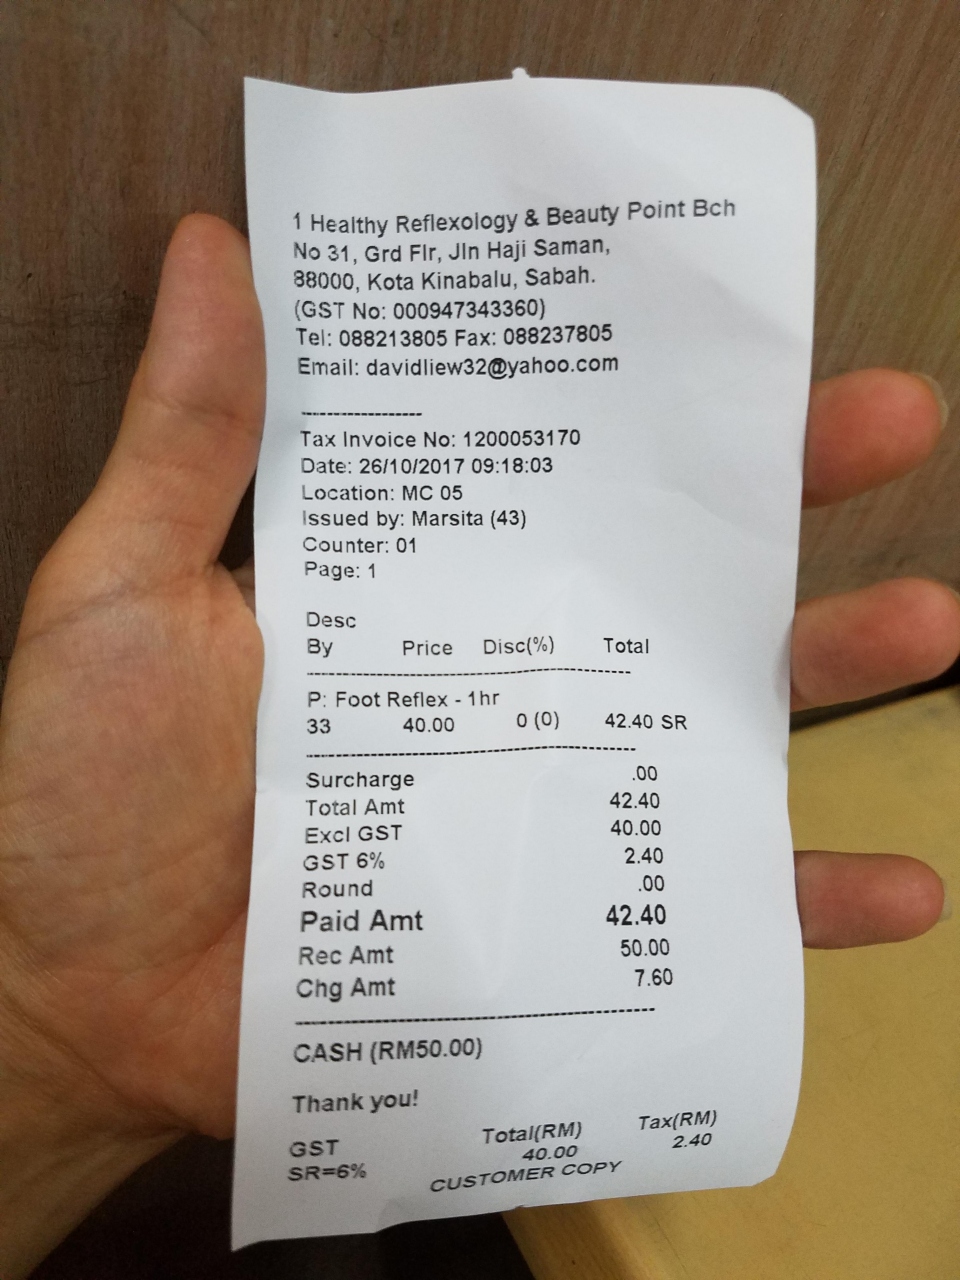 1 Healthy Reflexology & Beauty Point Bch
No 31, Grd Flr, Jln Haji Saman,
88000, Kota Kinabalu, Sabah.
(GST No: 000947343360)
Tel: 088213805 Fax: 088237805
Email: davidliew32@yahoo.com
--------------------
Tax Invoice No: 1200053170
Date: 26/10/2017 09:18:03
Location: MC 05
Issued by: Marsita (43)
Counter: 01
Page: 1
Desc
By Price Disc(%) Total
--------------------------------------------------------
P: Foot Reflex - 1hr
33 40.00 0 (0) 42.40 SR
--------------------------------------------------------
Surcharge .00
Total Amt 42.40
Excl GST 40.00
GST 6% 2.40
Round .00
Paid Amt 42.40
Rec Amt 50.00
Chg Amt 7.60
--------------------------------------------------------
CASH (RM50.00)
Thank you!
GST Total(RM) Tax(RM)
SR=6% 40.00 2.40
CUSTOMER COPY